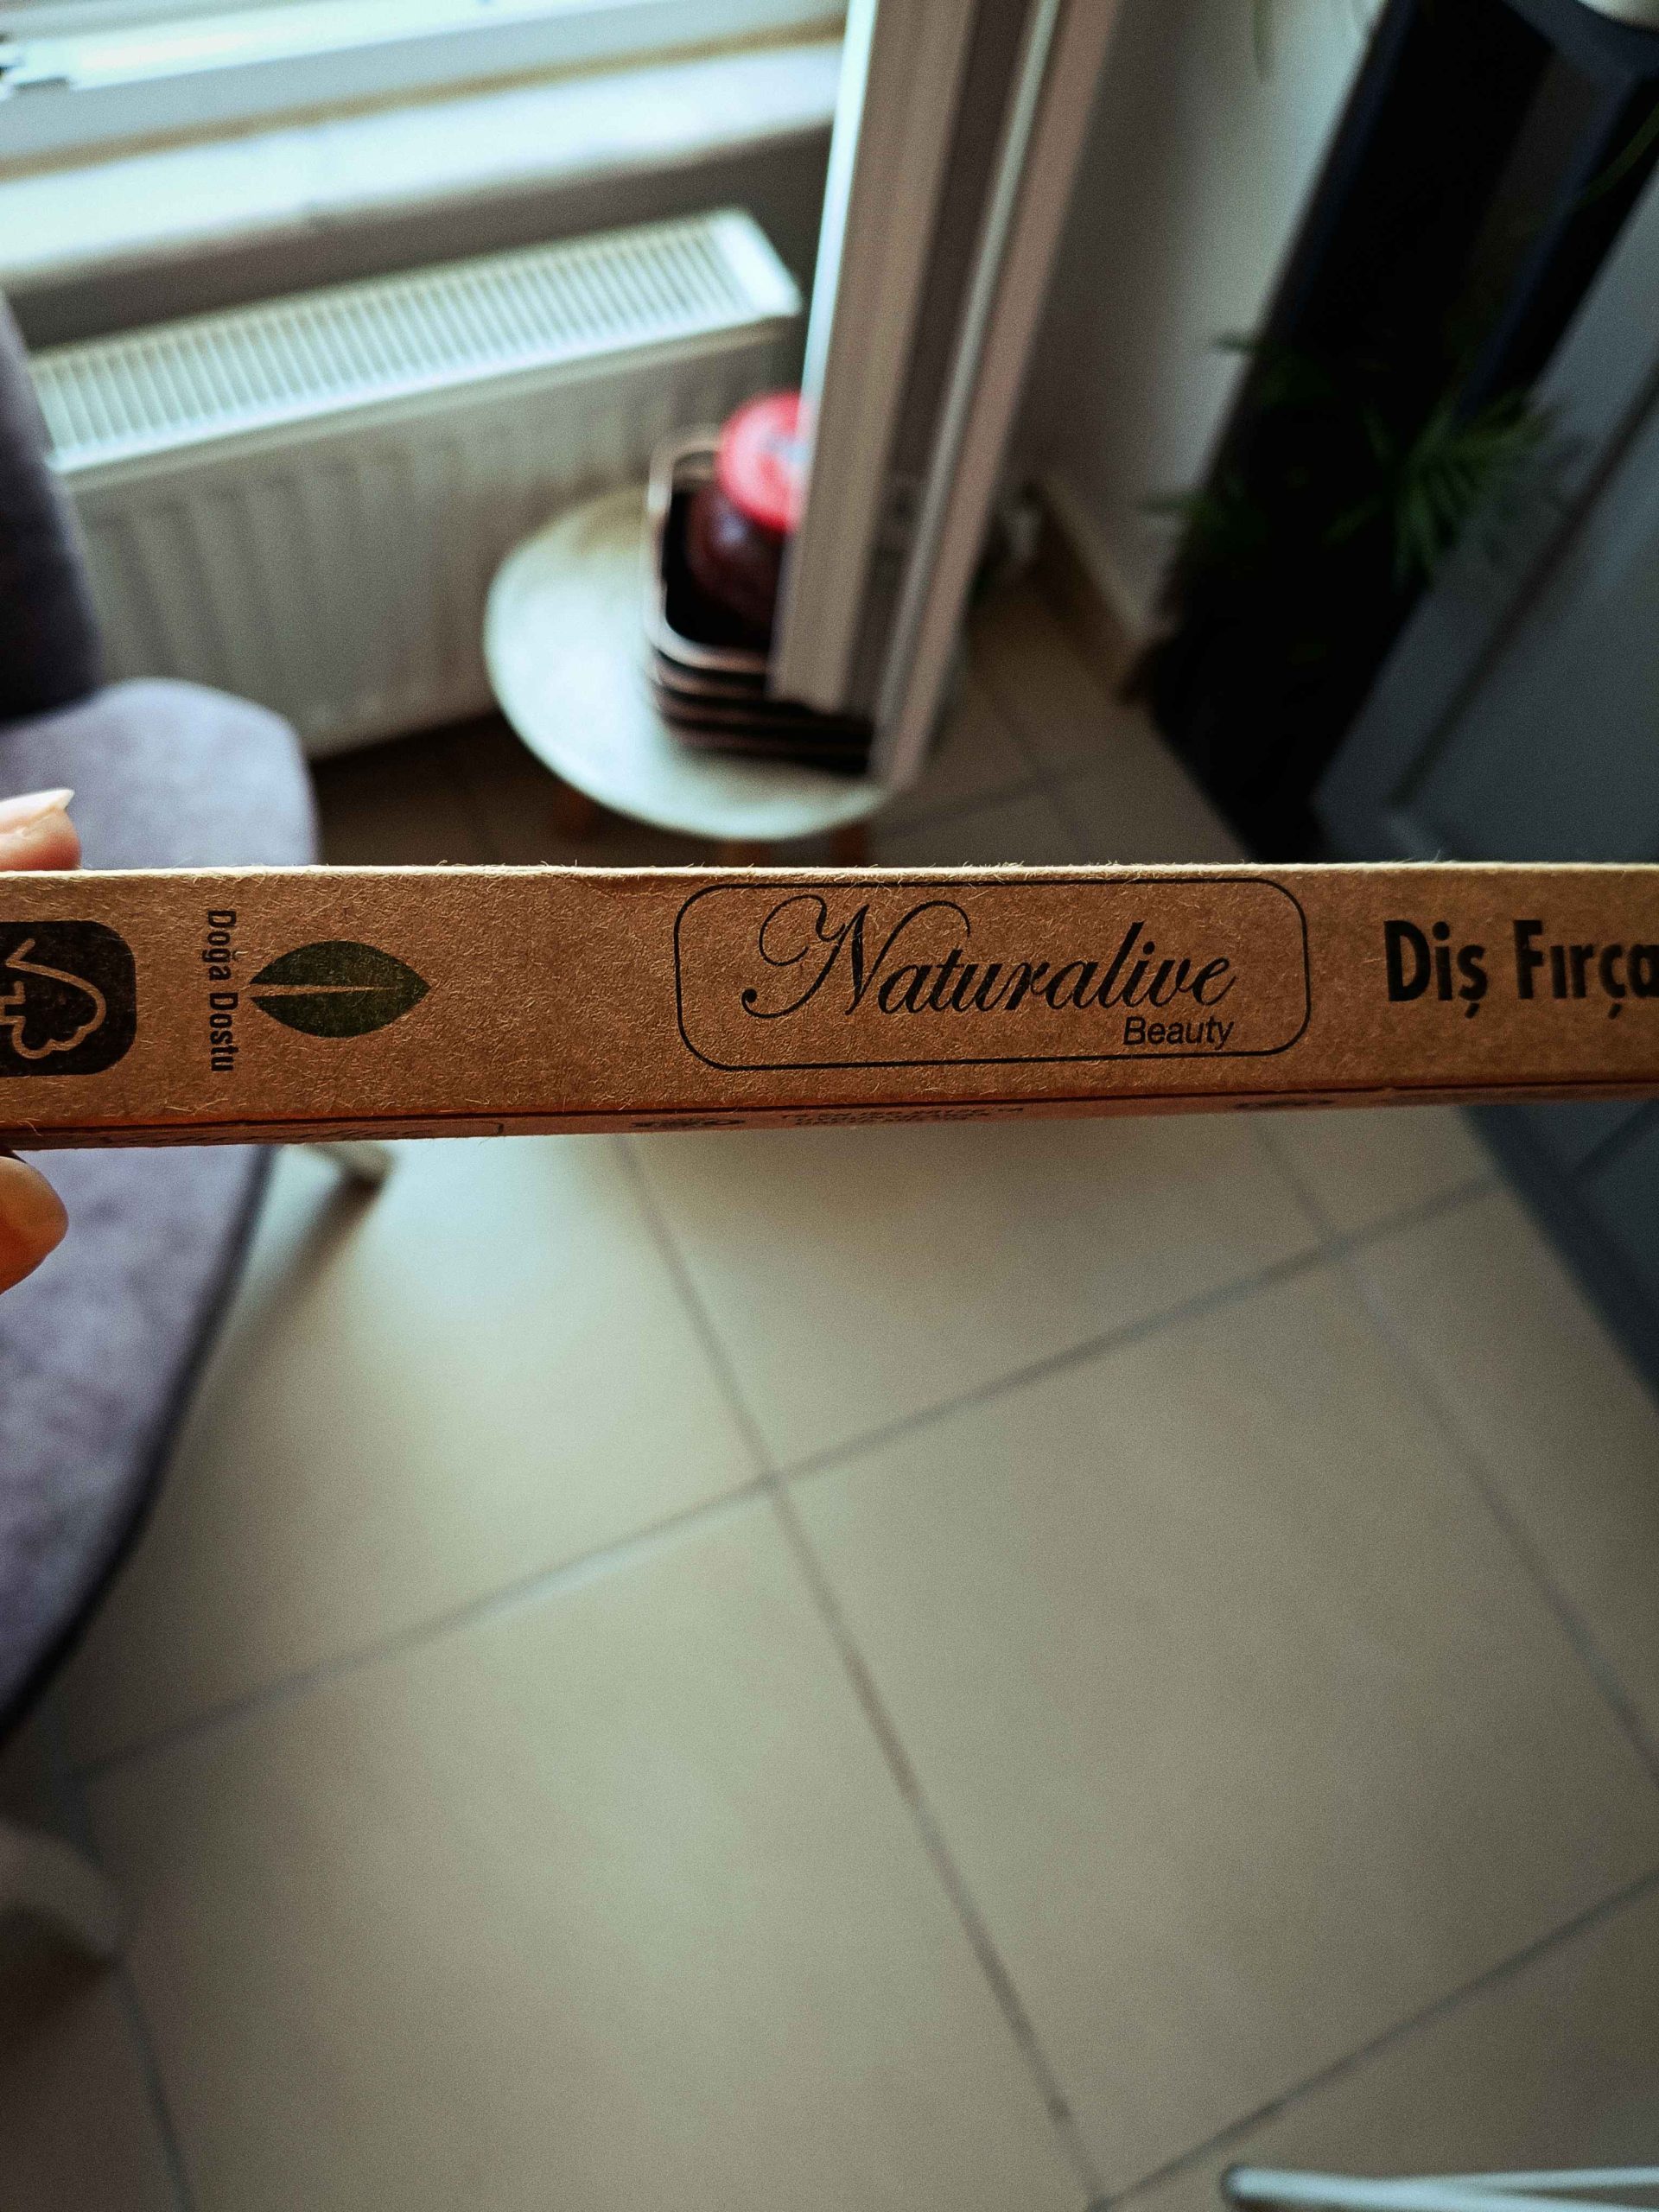 Doğa Dostu
Naturalive
Beauty
Diş Fırça